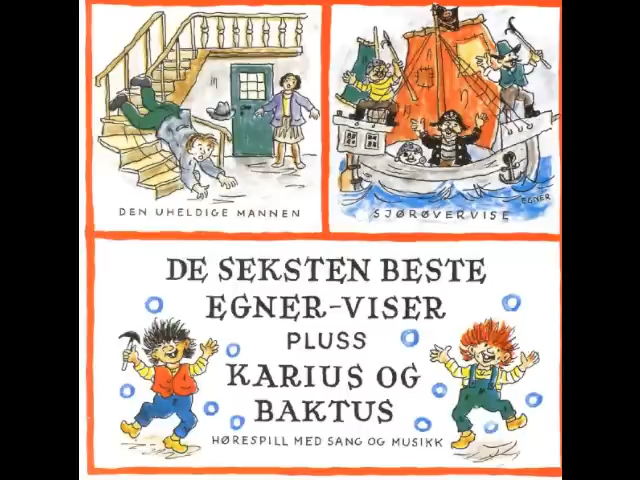 DEN UHELDIGE MANNEN
EGNER
SJØRØVERVISE
DE SEKSTEN BESTE
EGNER-VISER
PLUSS
KARIUS OG
BAKTUS
HØRESPILL MED SANG OG MUSIKK